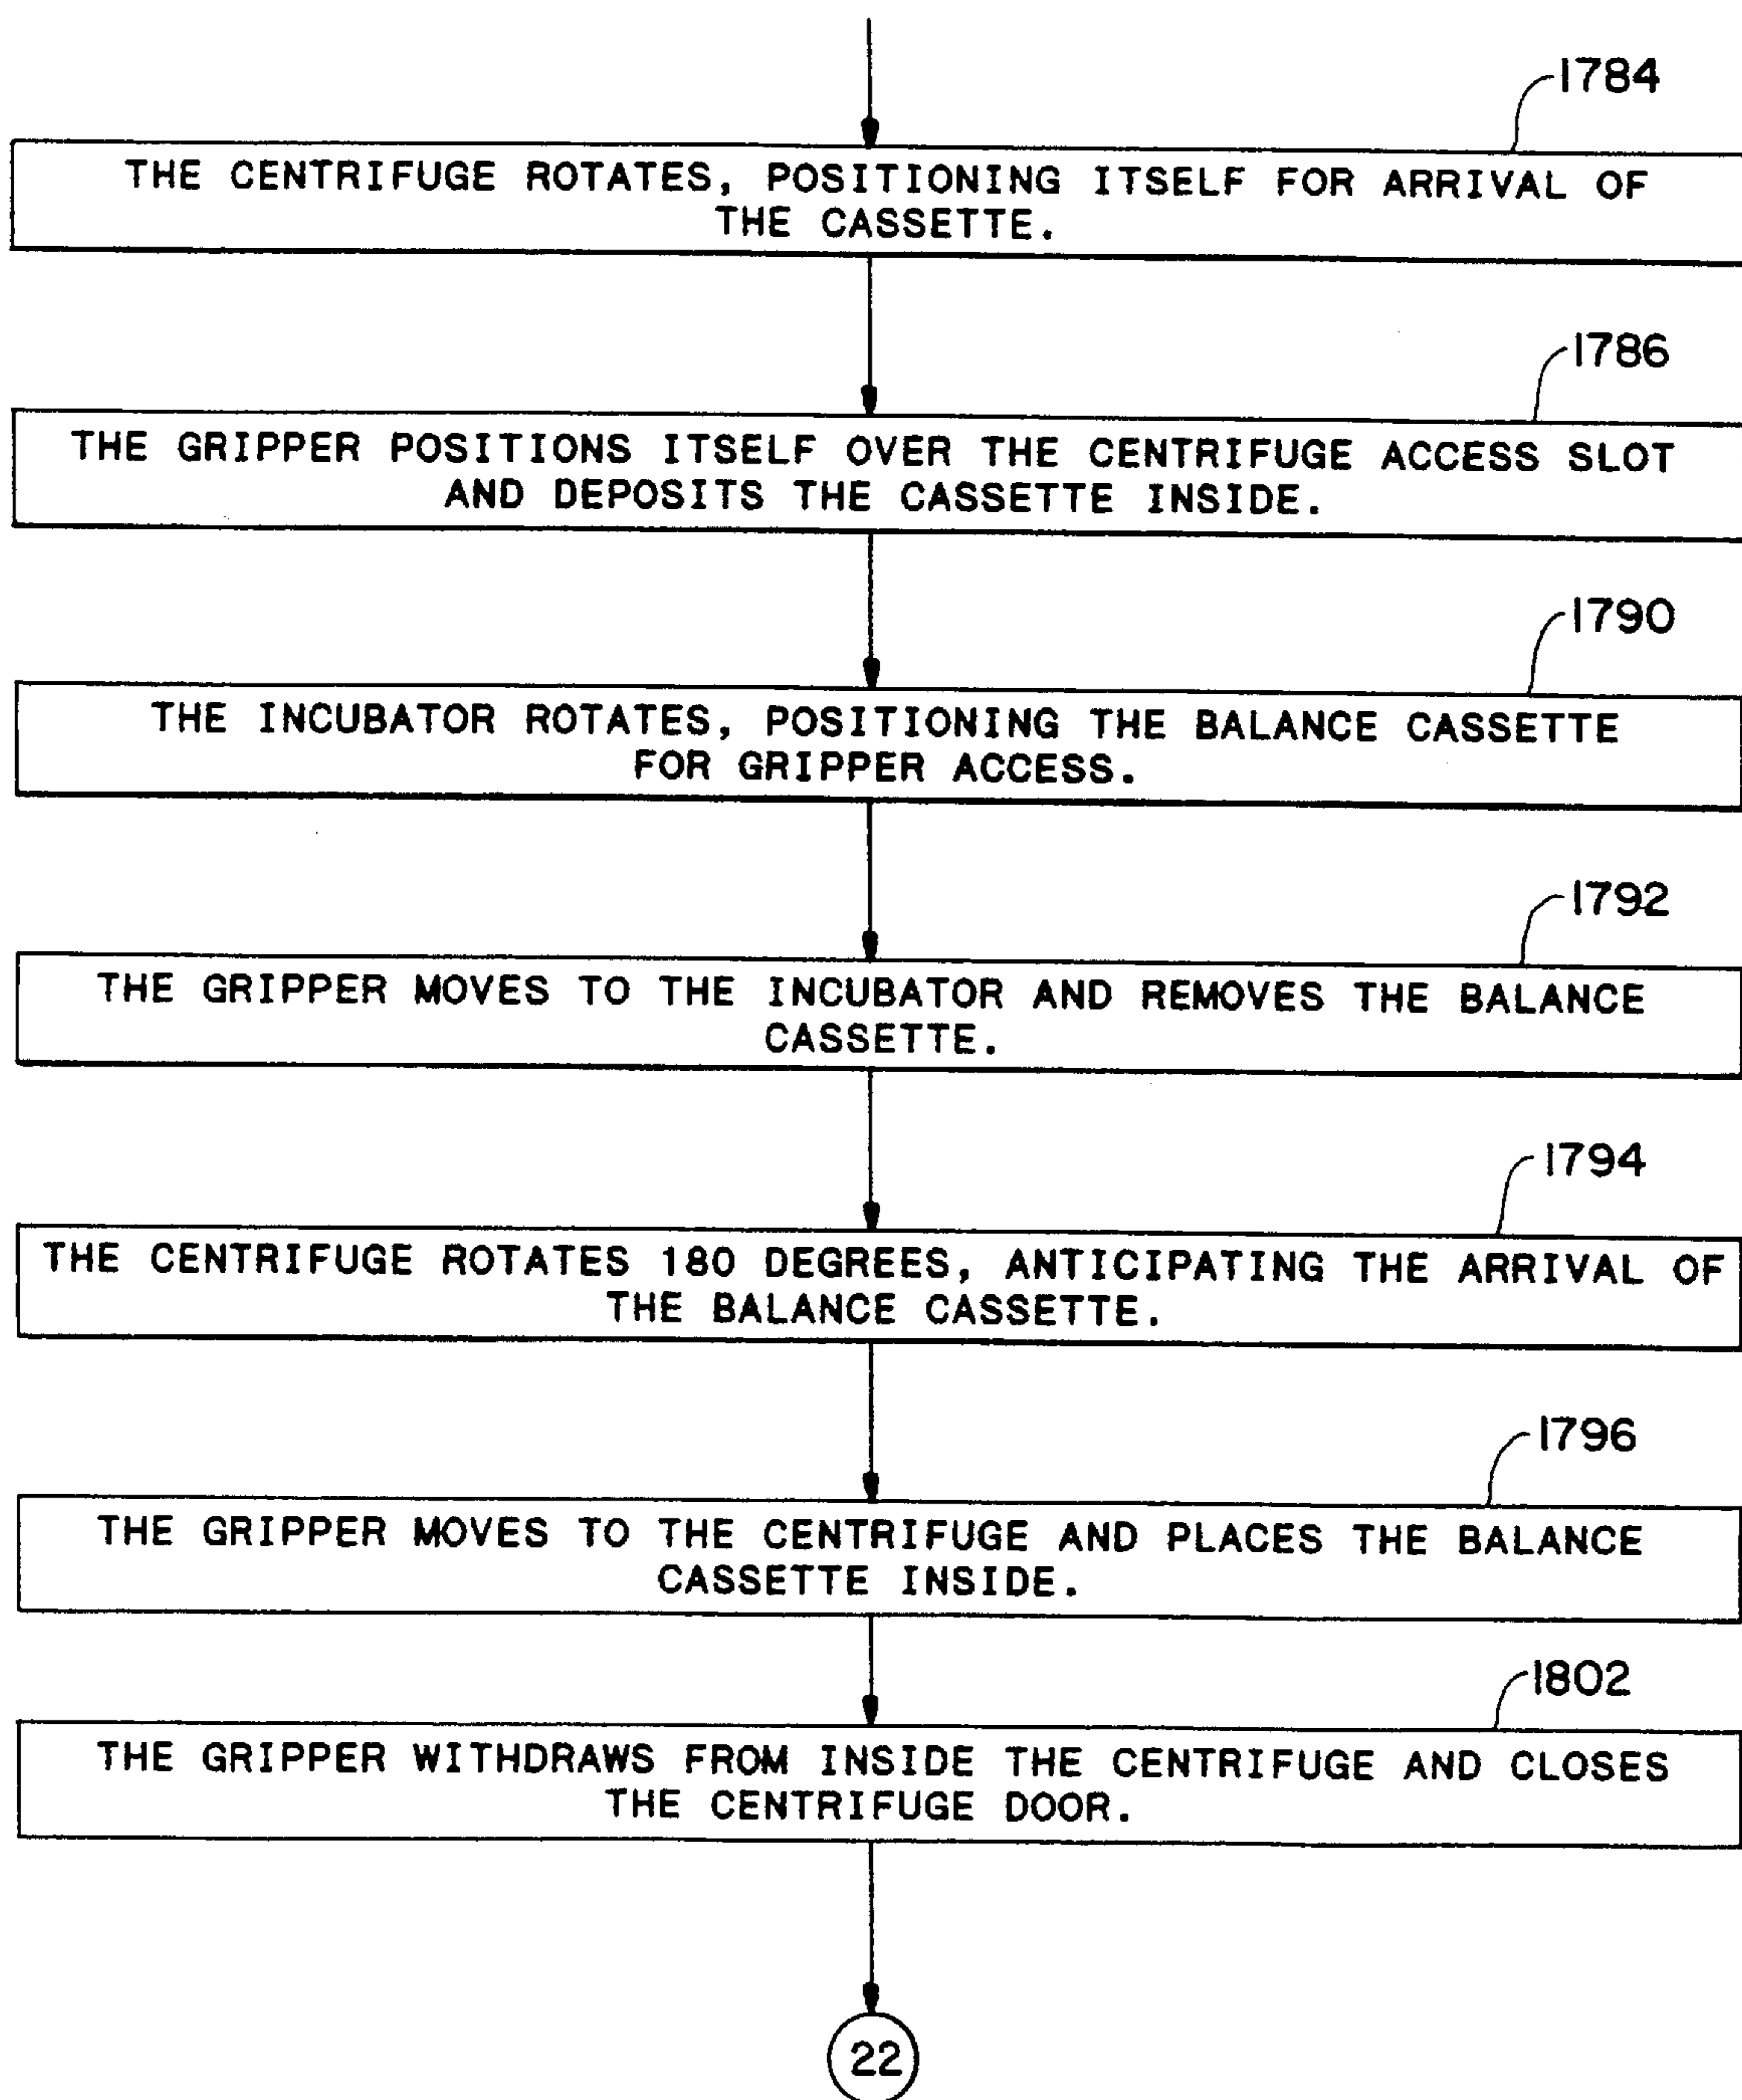 1784
THE CENTRIFUGE ROTATES, POSITIONING ITSELF FOR ARRIVAL OF
THE CASSETTE.
1786
THE GRIPPER POSITIONS ITSELF OVER THE CENTRIFUGE ACCESS SLOT
AND DEPOSITS THE CASSETTE INSIDE.
1790
THE INCUBATOR ROTATES, POSITIONING THE BALANCE CASSETTE
FOR GRIPPER ACCESS.
1792
THE GRIPPER MOVES TO THE INCUBATOR AND REMOVES THE BALANCE
CASSETTE.
1794
THE CENTRIFUGE ROTATES 180 DEGREES, ANTICIPATING THE ARRIVAL OF
THE BALANCE CASSETTE.
1796
THE GRIPPER MOVES TO THE CENTRIFUGE AND PLACES THE BALANCE
CASSETTE INSIDE.
1802
THE GRIPPER WITHDRAWS FROM INSIDE THE CENTRIFUGE AND CLOSES
THE CENTRIFUGE DOOR.
22